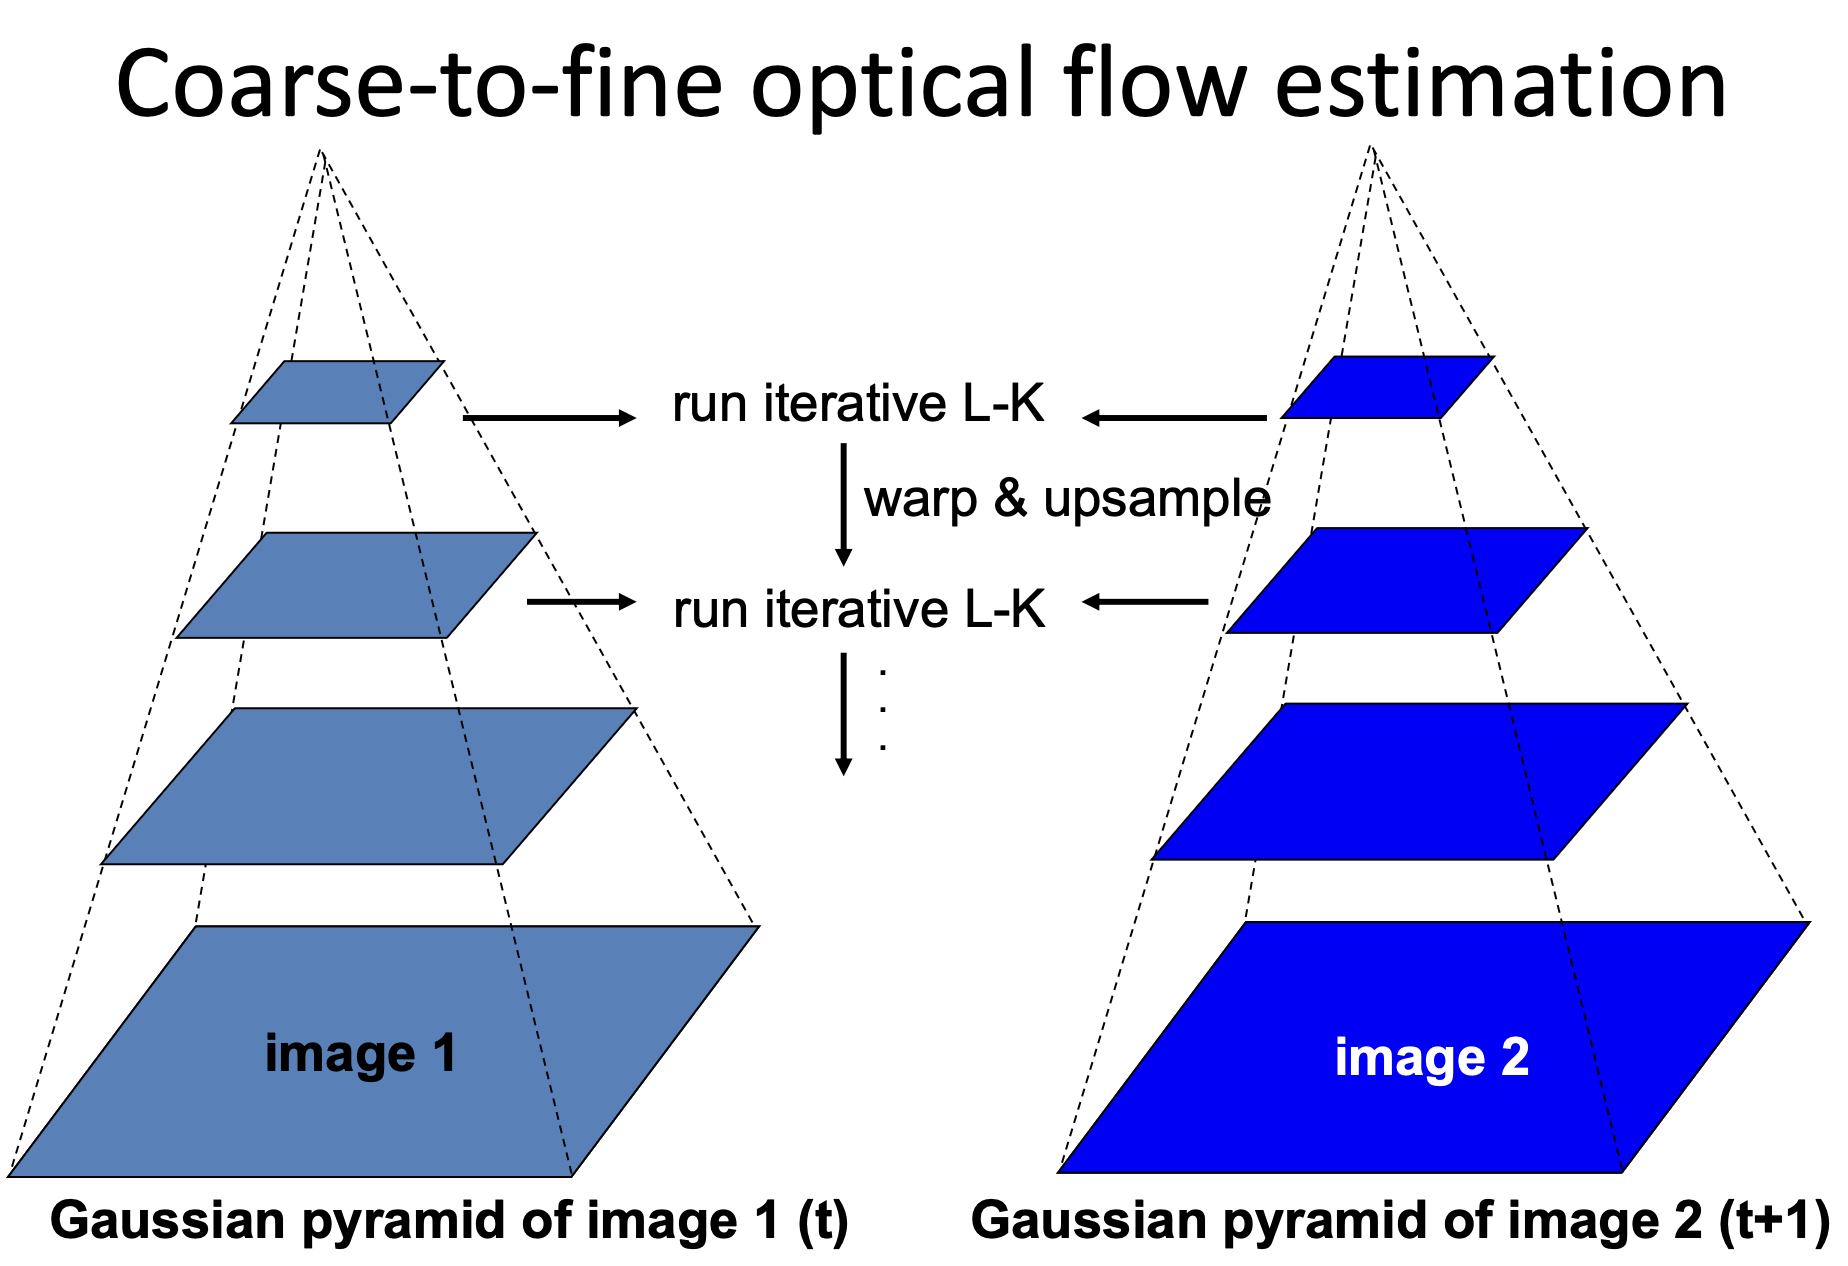 Coarse-to-fine optical flow estimation
run iterative L-K
warp & upsample
run iterative L-K
.
.
.
image 1
image 2
Gaussian pyramid of image 1 (t)
Gaussian pyramid of image 2 (t+1)